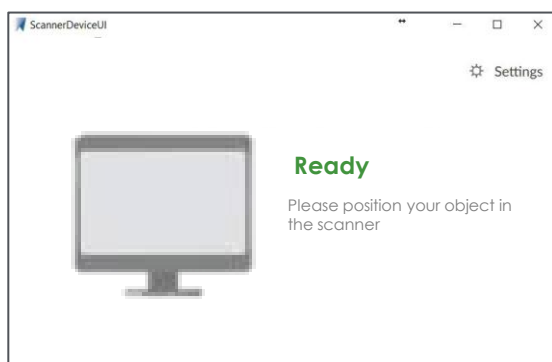 ScannerDeviceUI
Settings
Ready
Please position your object in
the scanner